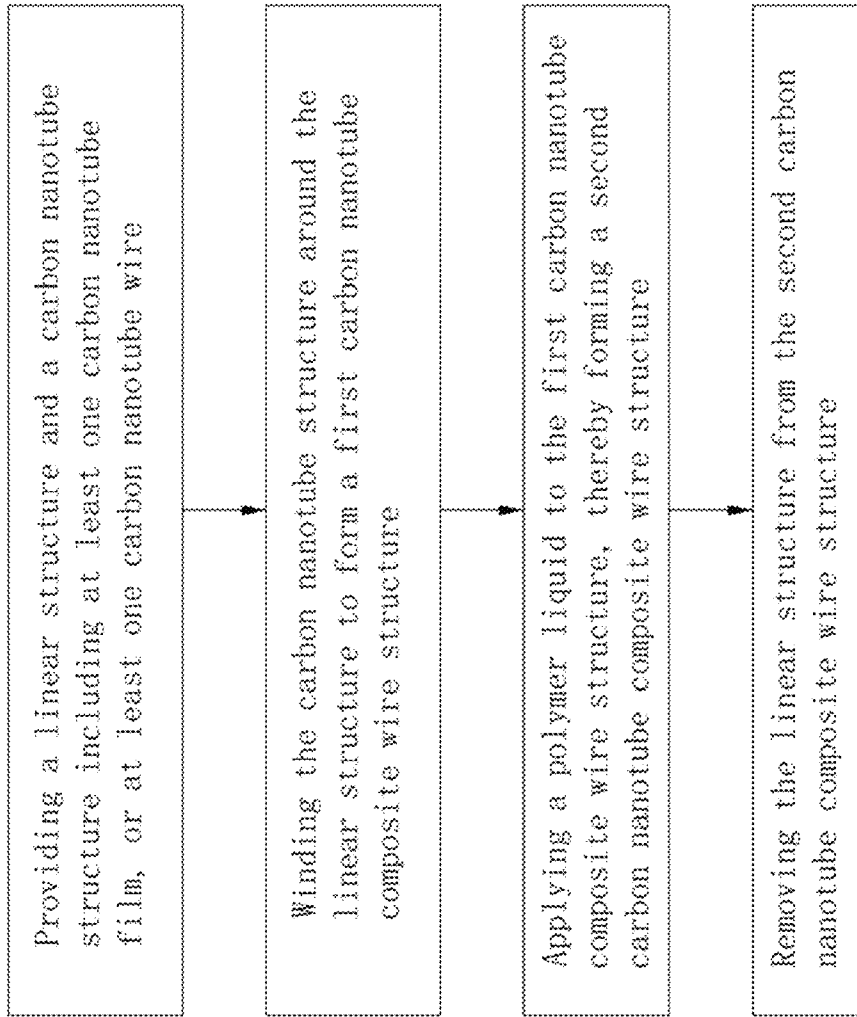 Providing a linear structure and a carbon nanotube
structure including at least one carbon nanotube
film, or at least one carbon nanotube wire
Winding the carbon nanotube structure around the
linear structure to form a first carbon nanotube
composite wire structure
Applying a polymer liquid to the first carbon nanotube
composite wire structure, thereby forming a second
carbon nanotube composite wire structure
Removing the linear structure from the second carbon
nanotube composite wire structure